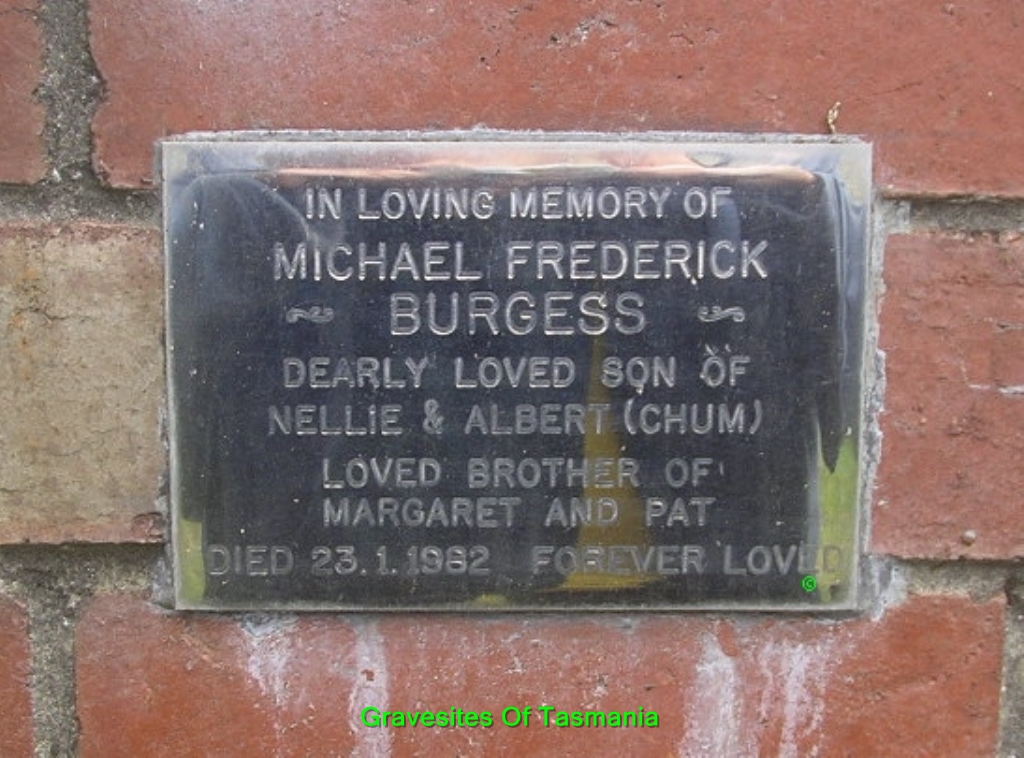 IN LOVING MEMORY OF
MICHAEL FREDERICK
BURGESS
DEARLY LOVED SON OF
NELLIE & ALBERT (CHUM)
LOVED BROTHER OF
MARGARET AND PAT
DIED 23.1.1982 FOREVER LOVED
©
Gravesites Of Tasmania